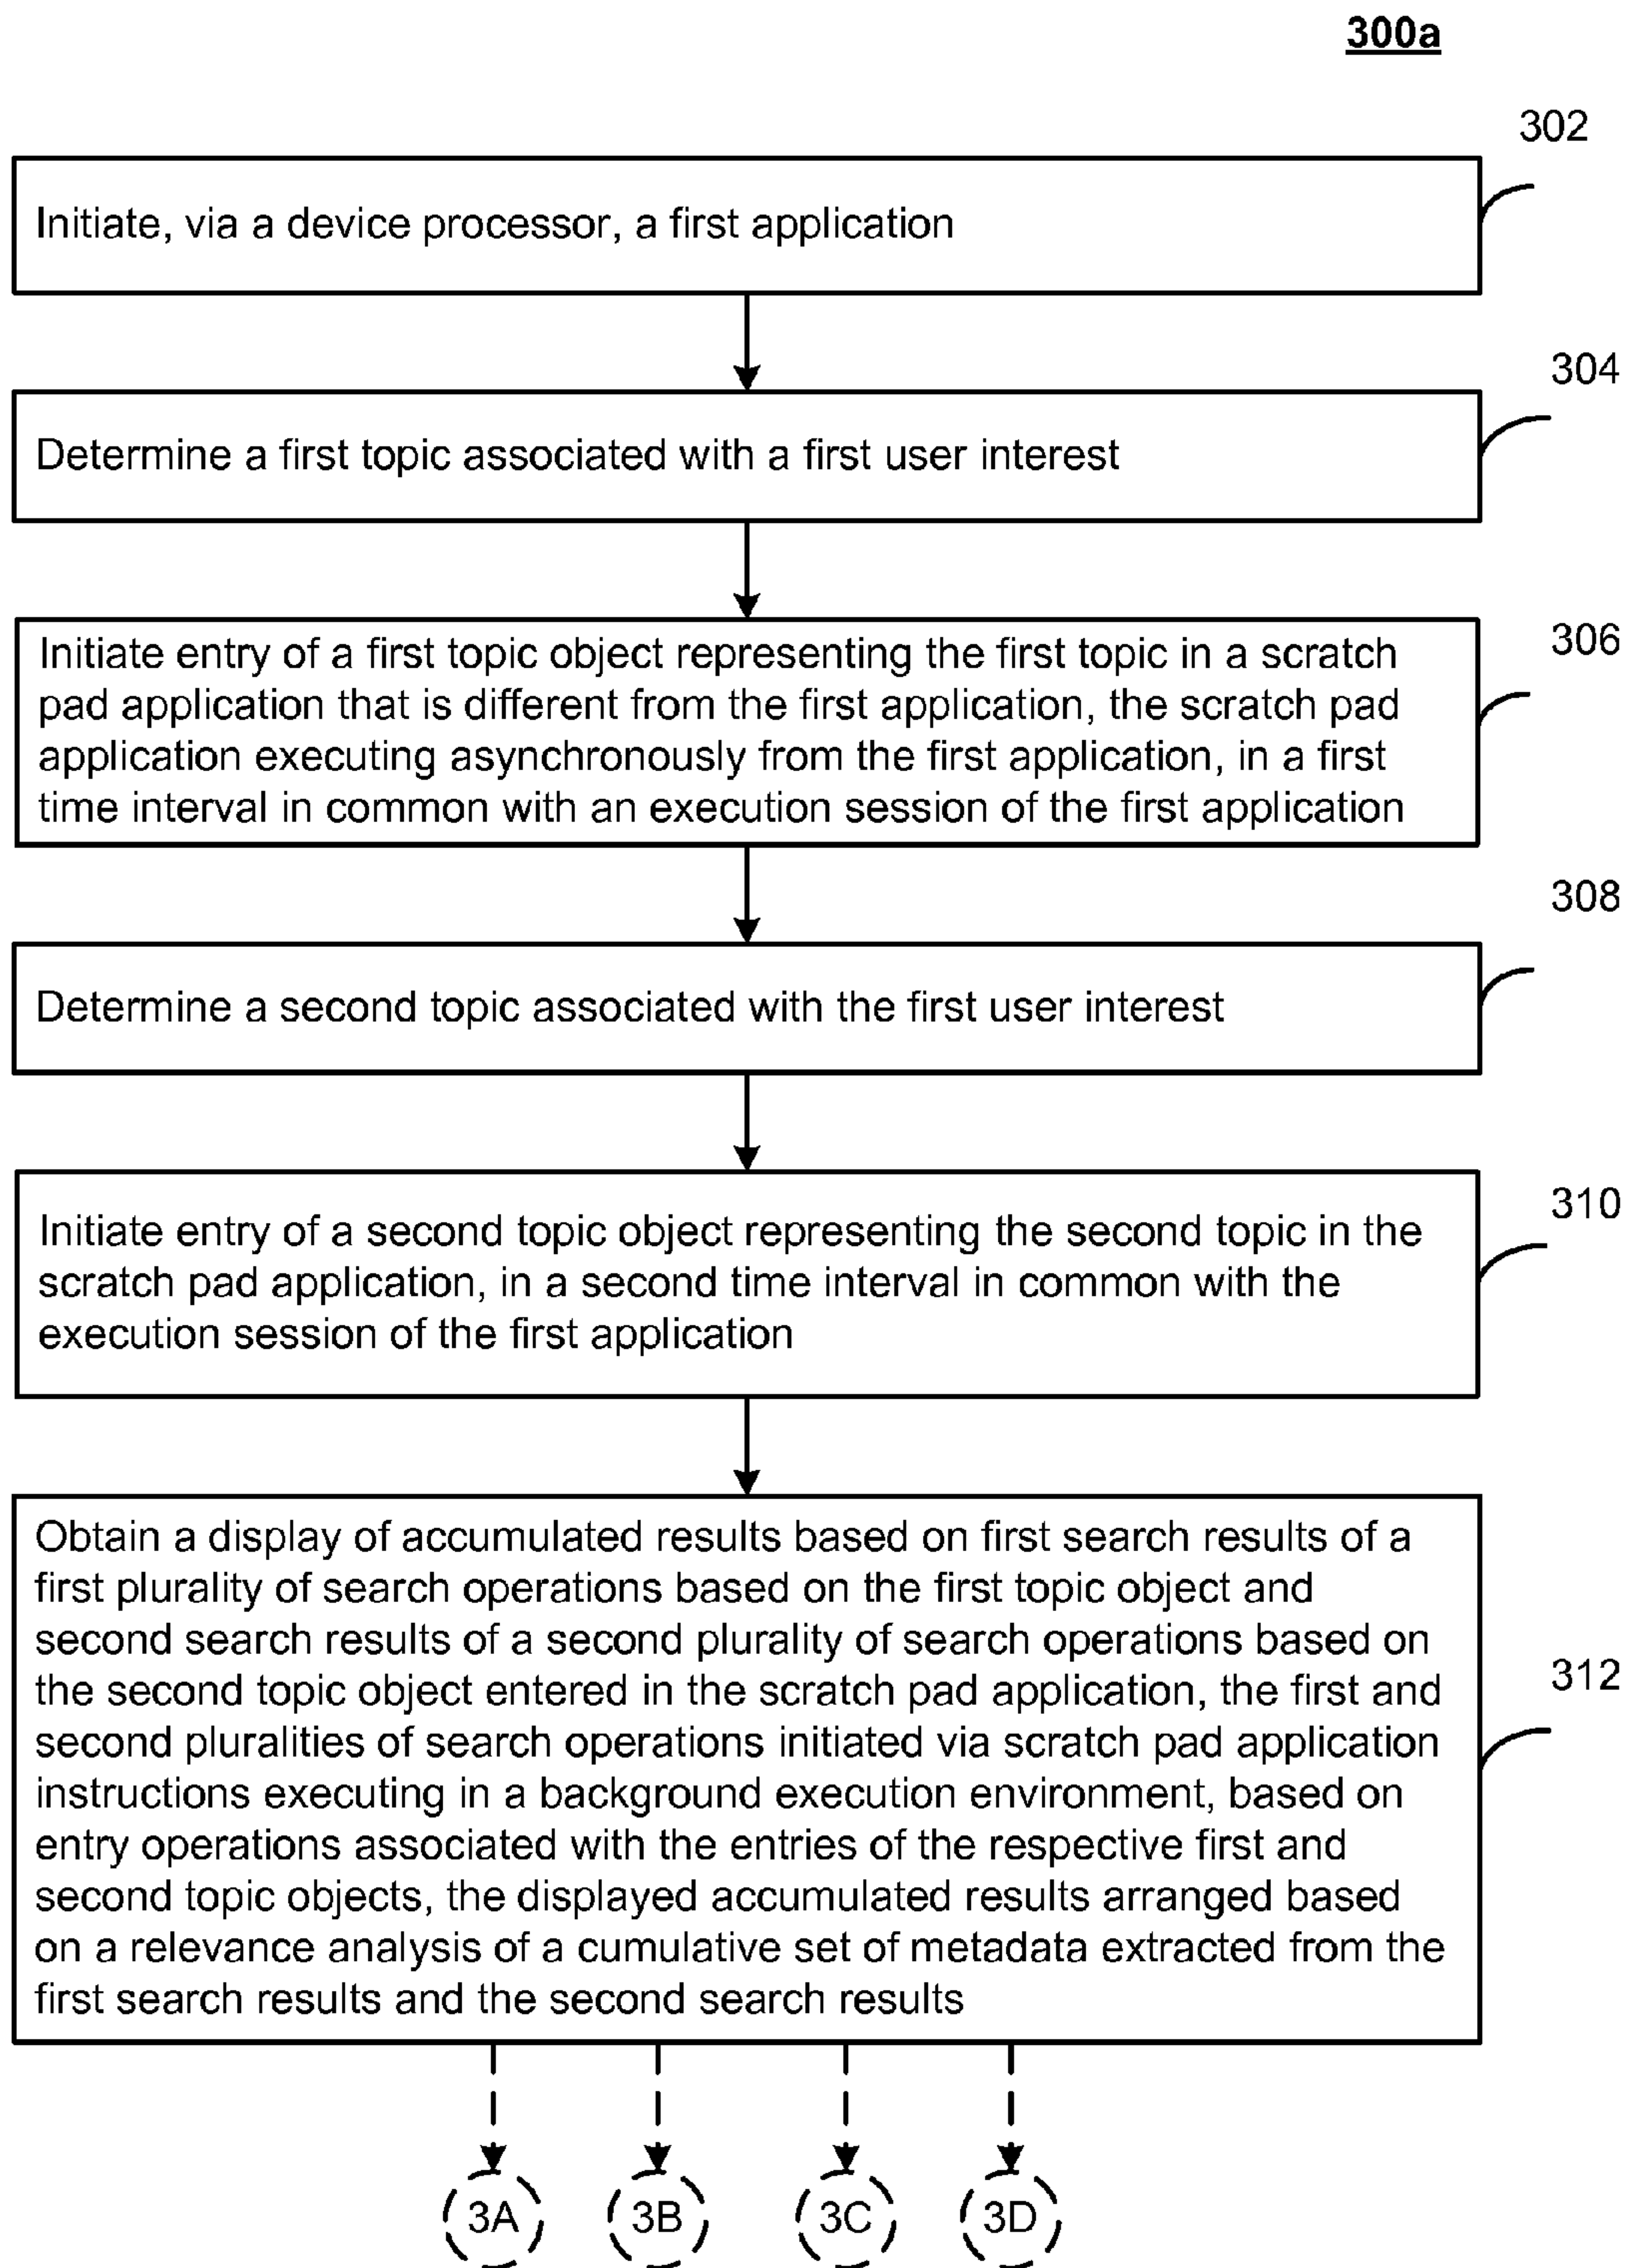 300a
302
Initiate, via a device processor, a first application
304
Determine a first topic associated with a first user interest
306
Initiate entry of a first topic object representing the first topic in a scratch
pad application that is different from the first application, the scratch pad
application executing asynchronously from the first application, in a first
time interval in common with an execution session of the first application
308
Determine a second topic associated with the first user interest
310
Initiate entry of a second topic object representing the second topic in the
scratch pad application, in a second time interval in common with the
execution session of the first application
312
Obtain a display of accumulated results based on first search results of a
first plurality of search operations based on the first topic object and
second search results of a second plurality of search operations based on
the second topic object entered in the scratch pad application, the first and
second pluralities of search operations initiated via scratch pad application
instructions executing in a background execution environment, based on
entry operations associated with the entries of the respective first and
second topic objects, the displayed accumulated results arranged based
on a relevance analysis of a cumulative set of metadata extracted from the
first search results and the second search results
3A 3B 3C 3D